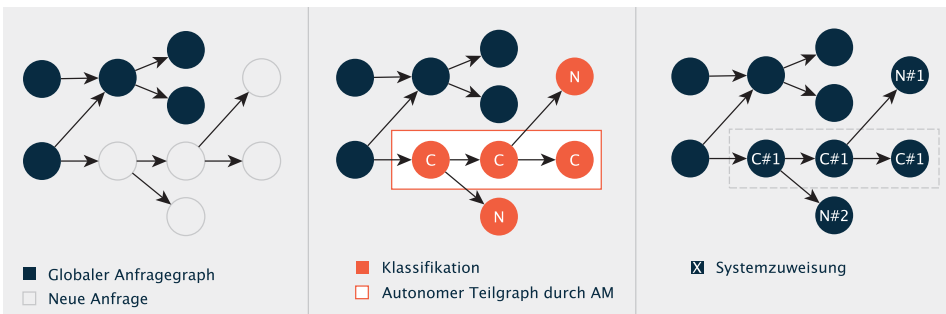 Globaler Anfragegraph
Neue Anfrage
N
C C C
N
Klassifikation
Autonomer Teilgraph durch AM
N#1
C#1 C#1 C#1
N#2
X Systemzuweisung